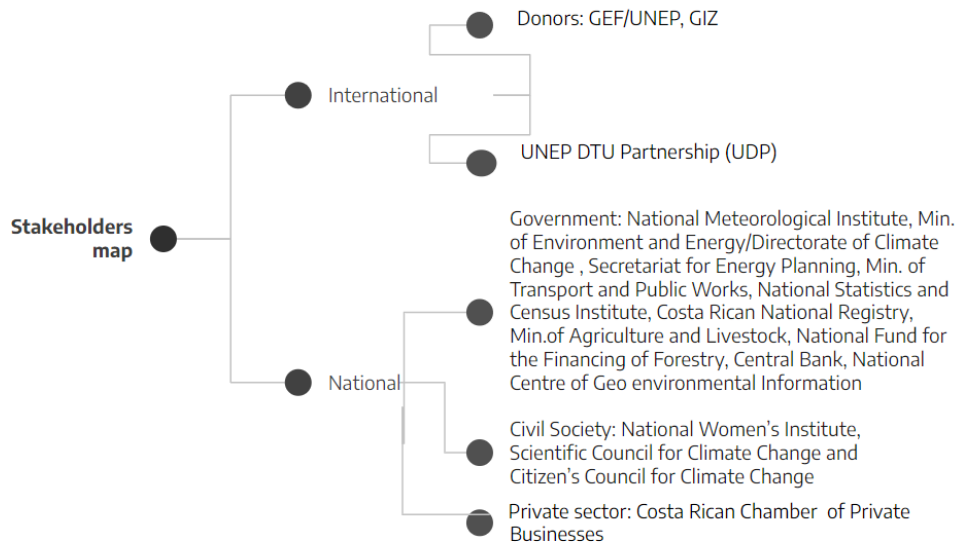 Donors: GEF/UNEP, GIZ
International
UNEP DTU Partnership (UDP)
Stakeholders
map
Government: National Meteorological Institute, Min.
of Environment and Energy/Directorate of Climate
Change , Secretariat for Energy Planning, Min. of
Transport and Public Works, National Statistics and
Census Institute, Costa Rican National Registry,
Min.of Agriculture and Livestock, National Fund for
the Financing of Forestry, Central Bank, National
Centre of Geo environmental Information
National
Civil Society: National Women’s Institute,
Scientific Council for Climate Change and
Citizen’s Council for Climate Change
Private sector: Costa Rican Chamber of Private
Businesses